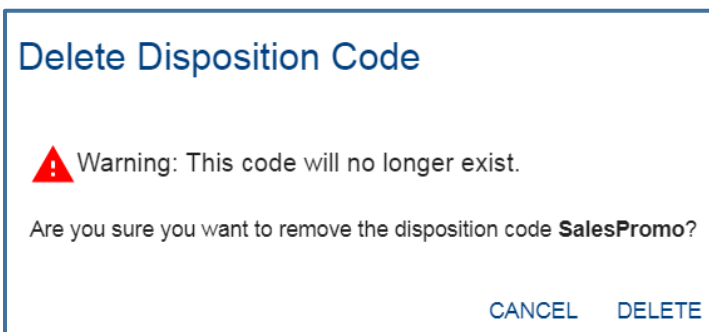 Delete Disposition Code
Warning: This code will no longer exist.
Are you sure you want to remove the disposition code SalesPromo?
CANCEL DELETE